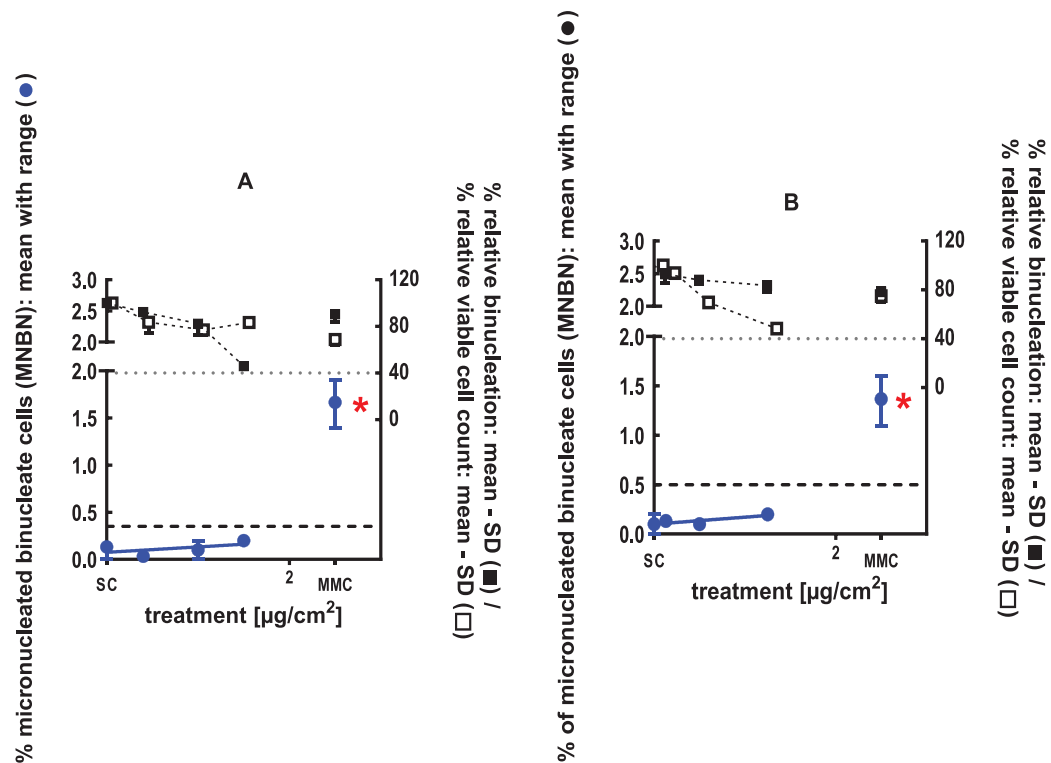 % micronucleated binucleate cells (MNBN): mean with range (●)
A
3.0
2.5
2.0
2.0
1.5
1.0
0.5
0.0
120
80
40
0
*
SC
2
MMC
treatment [µg/cm²]
% relative binucleation: mean - SD (■) /
% relative viable cell count: mean - SD (□)
% of micronucleated binucleate cells (MNBN): mean with range (●)
B
3.0
2.5
2.0
2.0
1.5
1.0
0.5
0.0
120
80
40
0
*
SC
2
MMC
treatment [µg/cm²]
% relative binucleation: mean - SD (■) /
% relative viable cell count: mean - SD (□)